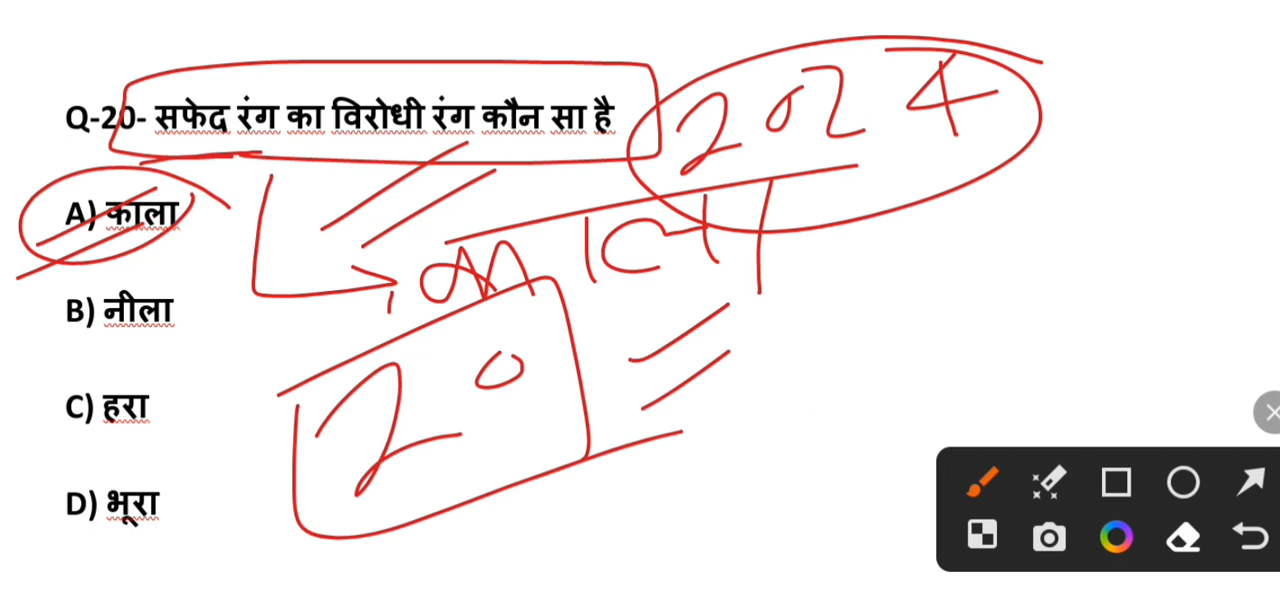 Q-20- सफेद रंग का विरोधी रंग कौन सा है
2024
A) काला
B) नीला
20
C) हरा
D) भूरा